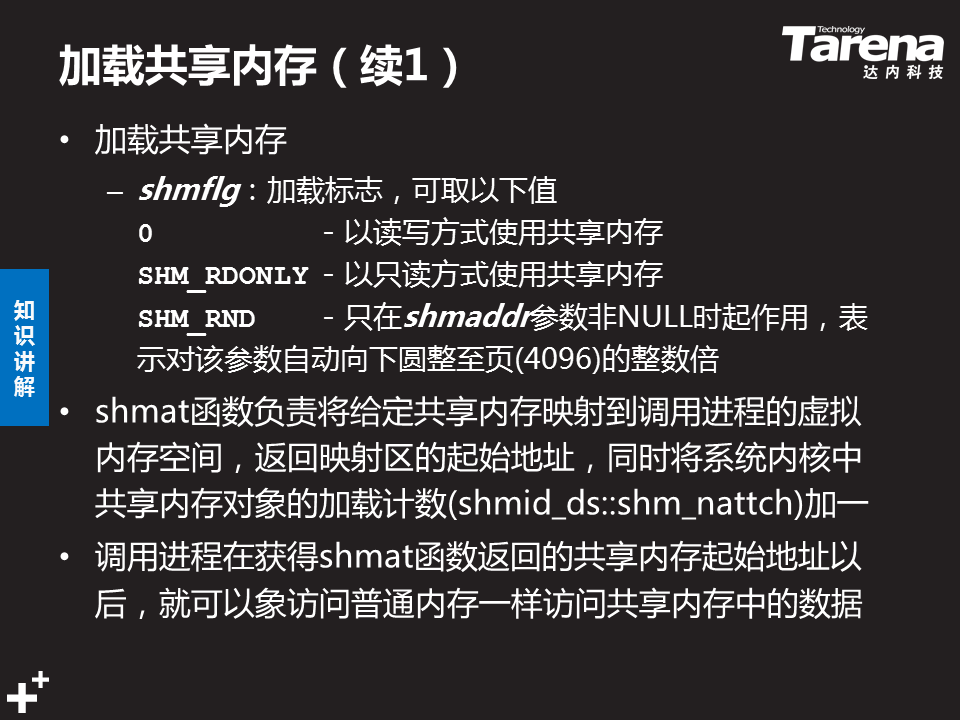 加载共享内存（续1）
Technology
Tarena
达内科技
• 加载共享内存
– shmflg：加载标志，可取以下值
0 - 以读写方式使用共享内存
SHM_RDONLY - 以只读方式使用共享内存
SHM_RND - 只在shmaddr参数非NULL时起作用，表
示对该参数自动向下圆整至页(4096)的整数倍
知识讲解
• shmat函数负责将给定共享内存映射到调用进程的虚拟
内存空间，返回映射区的起始地址，同时将系统内核中
共享内存对象的加载计数(shmid_ds::shm_nattch)加一
• 调用进程在获得shmat函数返回的共享内存起始地址以
后，就可以象访问普通内存一样访问共享内存中的数据